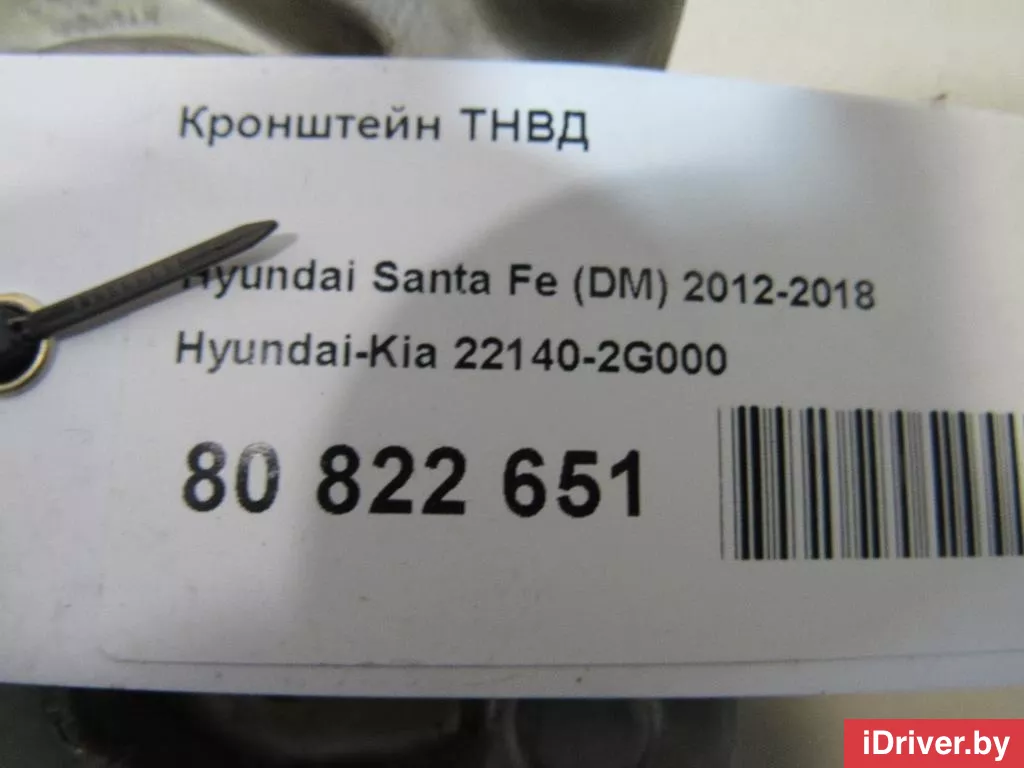 Кронштейн ТНВД
Hyundai Santa Fe (DM) 2012-2018
Hyundai-Kia 22140-2G000
80 822 651
iDriver.by